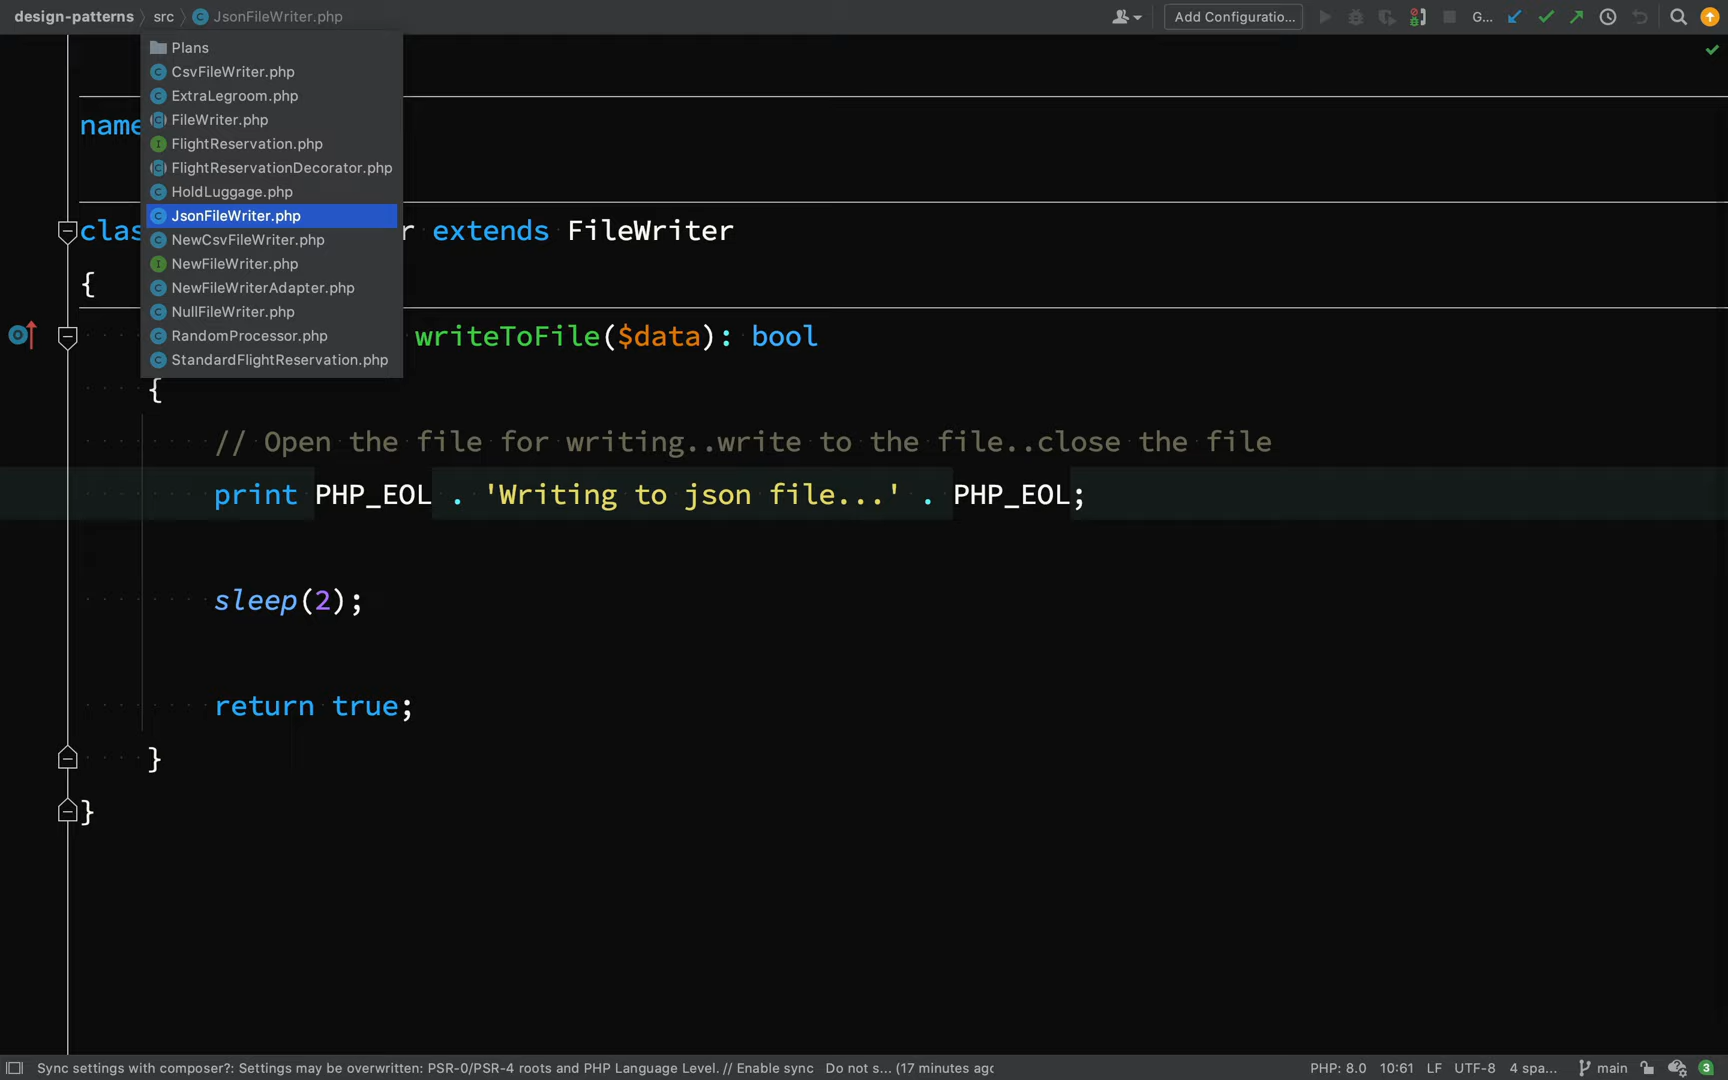 design-patterns src JsonFileWriter.php Add Configuratio... G...
Plans
CsvFileWriter.php
ExtraLegroom.php
FileWriter.php
name
FlightReservation.php
FlightReservationDecorator.php
HoldLuggage.php
JsonFileWriter.php
clas r extends FileWriter
NewCsvFileWriter.php
NewFileWriter.php
{
NewFileWriterAdapter.php
NullFileWriter.php
RandomProcessor.php
writeToFile($data): bool
StandardFlightReservation.php
{
// Open the file for writing..write to the file..close the file
print PHP_EOL . 'Writing to json file...' . PHP_EOL;
sleep(2);
return true;
}
}
Sync settings with composer?: Settings may be overwritten: PSR-0/PSR-4 roots and PHP Language Level. // Enable sync Do not s... (17 minutes ago PHP: 8.0 10:61 LF UTF-8 4 spa... main 3